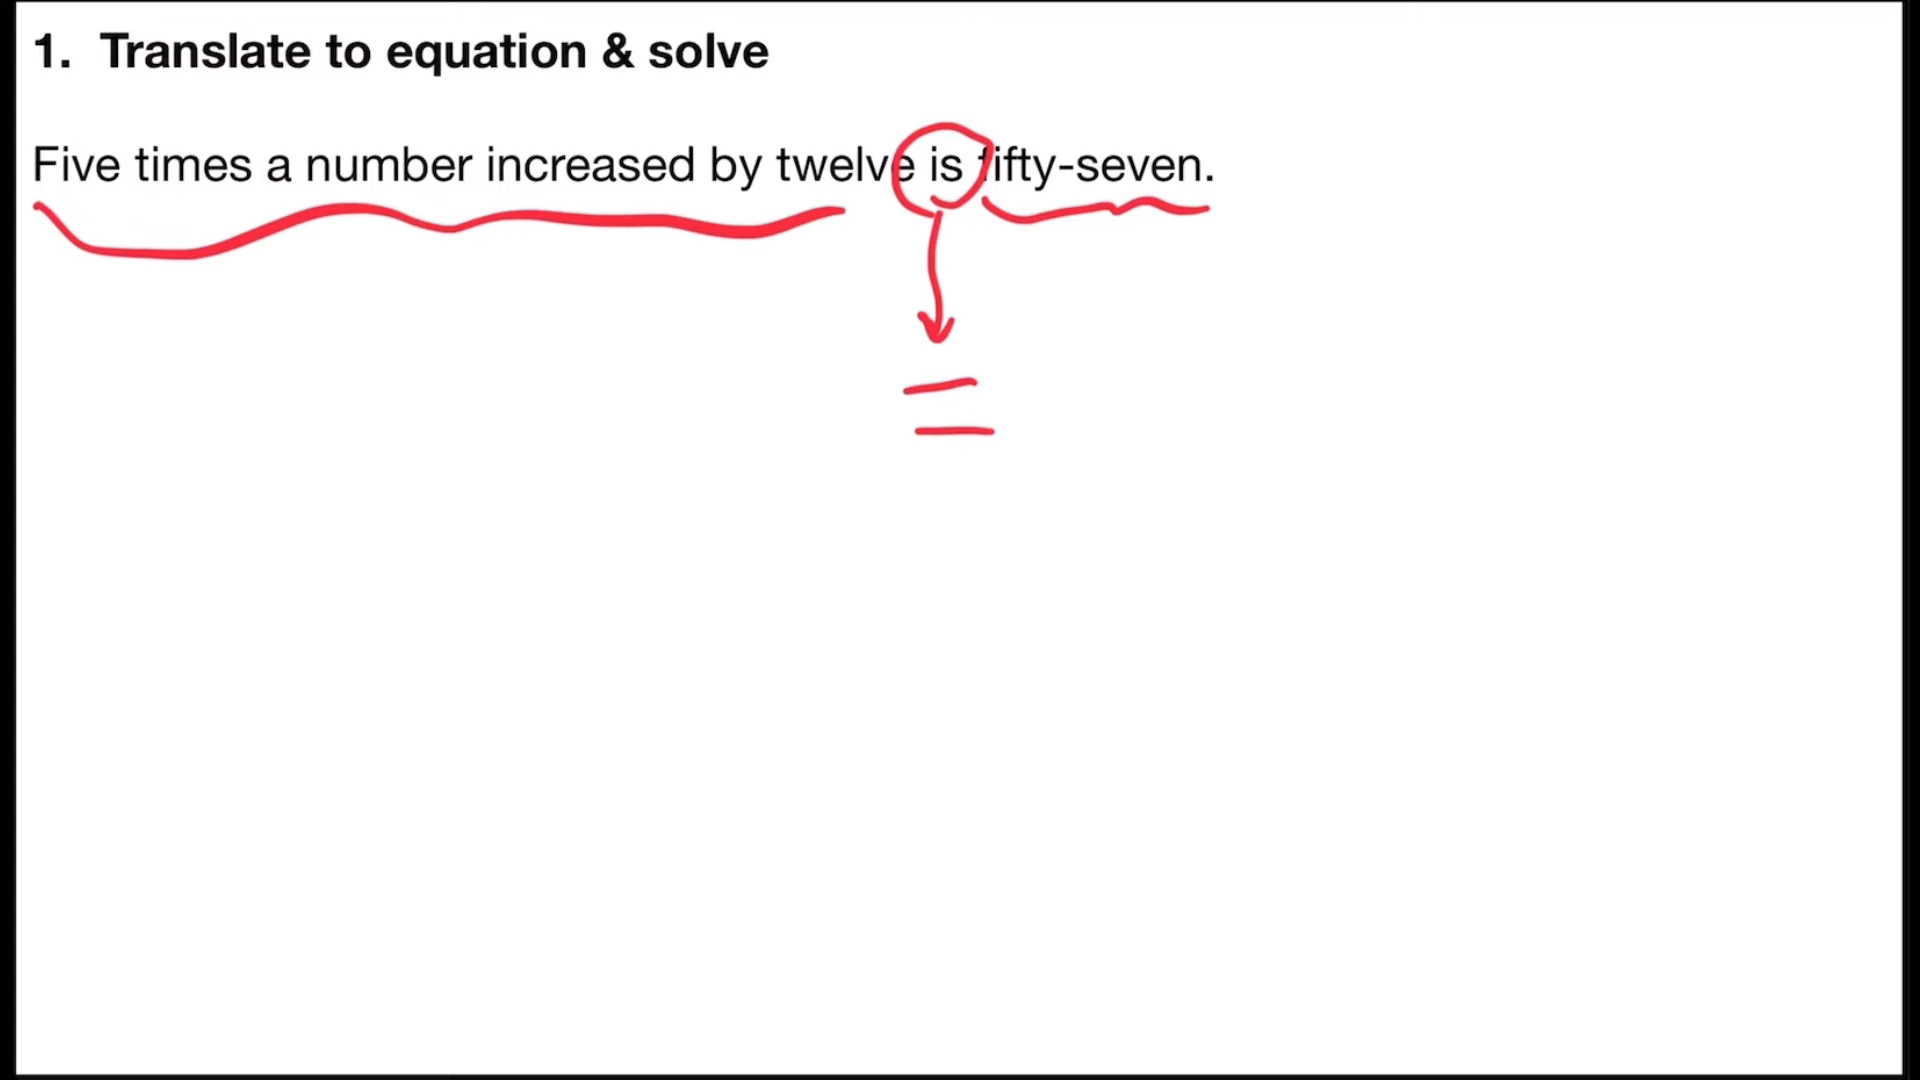 1. Translate to equation & solve
Five times a number increased by twelve is fifty-seven.
=